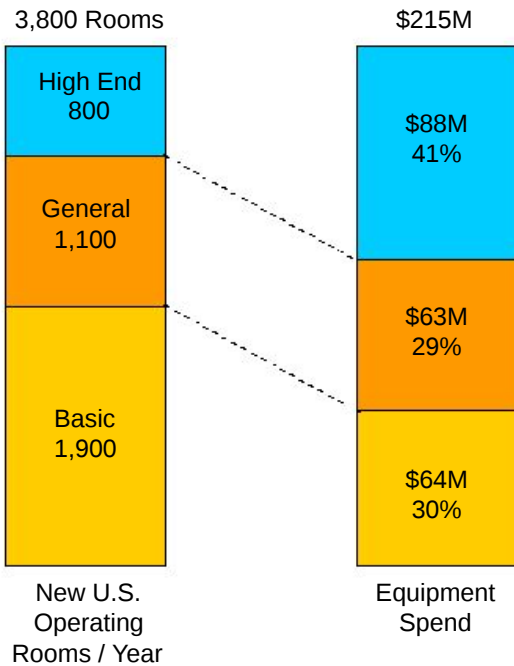 3,800 Rooms
High End
800
General
1,100
Basic
1,900
New U.S.
Operating
Rooms / Year
$215M
$88M
41%
$63M
29%
$64M
30%
Equipment
Spend